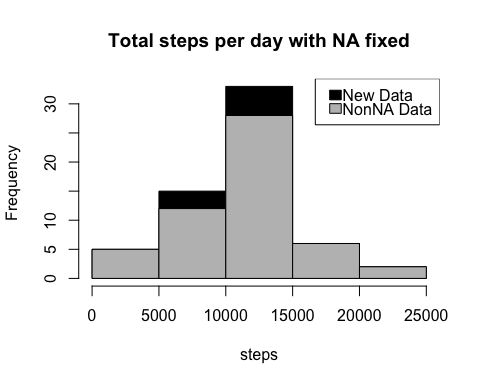 Total steps per day with NA fixed
New Data
NonNA Data
Frequency
30
20
10
5
0
0 5000 10000 15000 20000 25000
steps